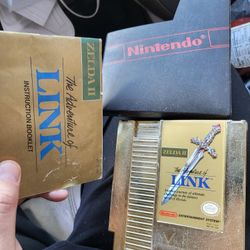 ZELDA II
The Adventure of
LINK
INSTRUCTION BOOKLET
Nintendo
ZELDA II
The Adventure of
LINK
Nintendo
ENTERTAINMENT SYSTEM